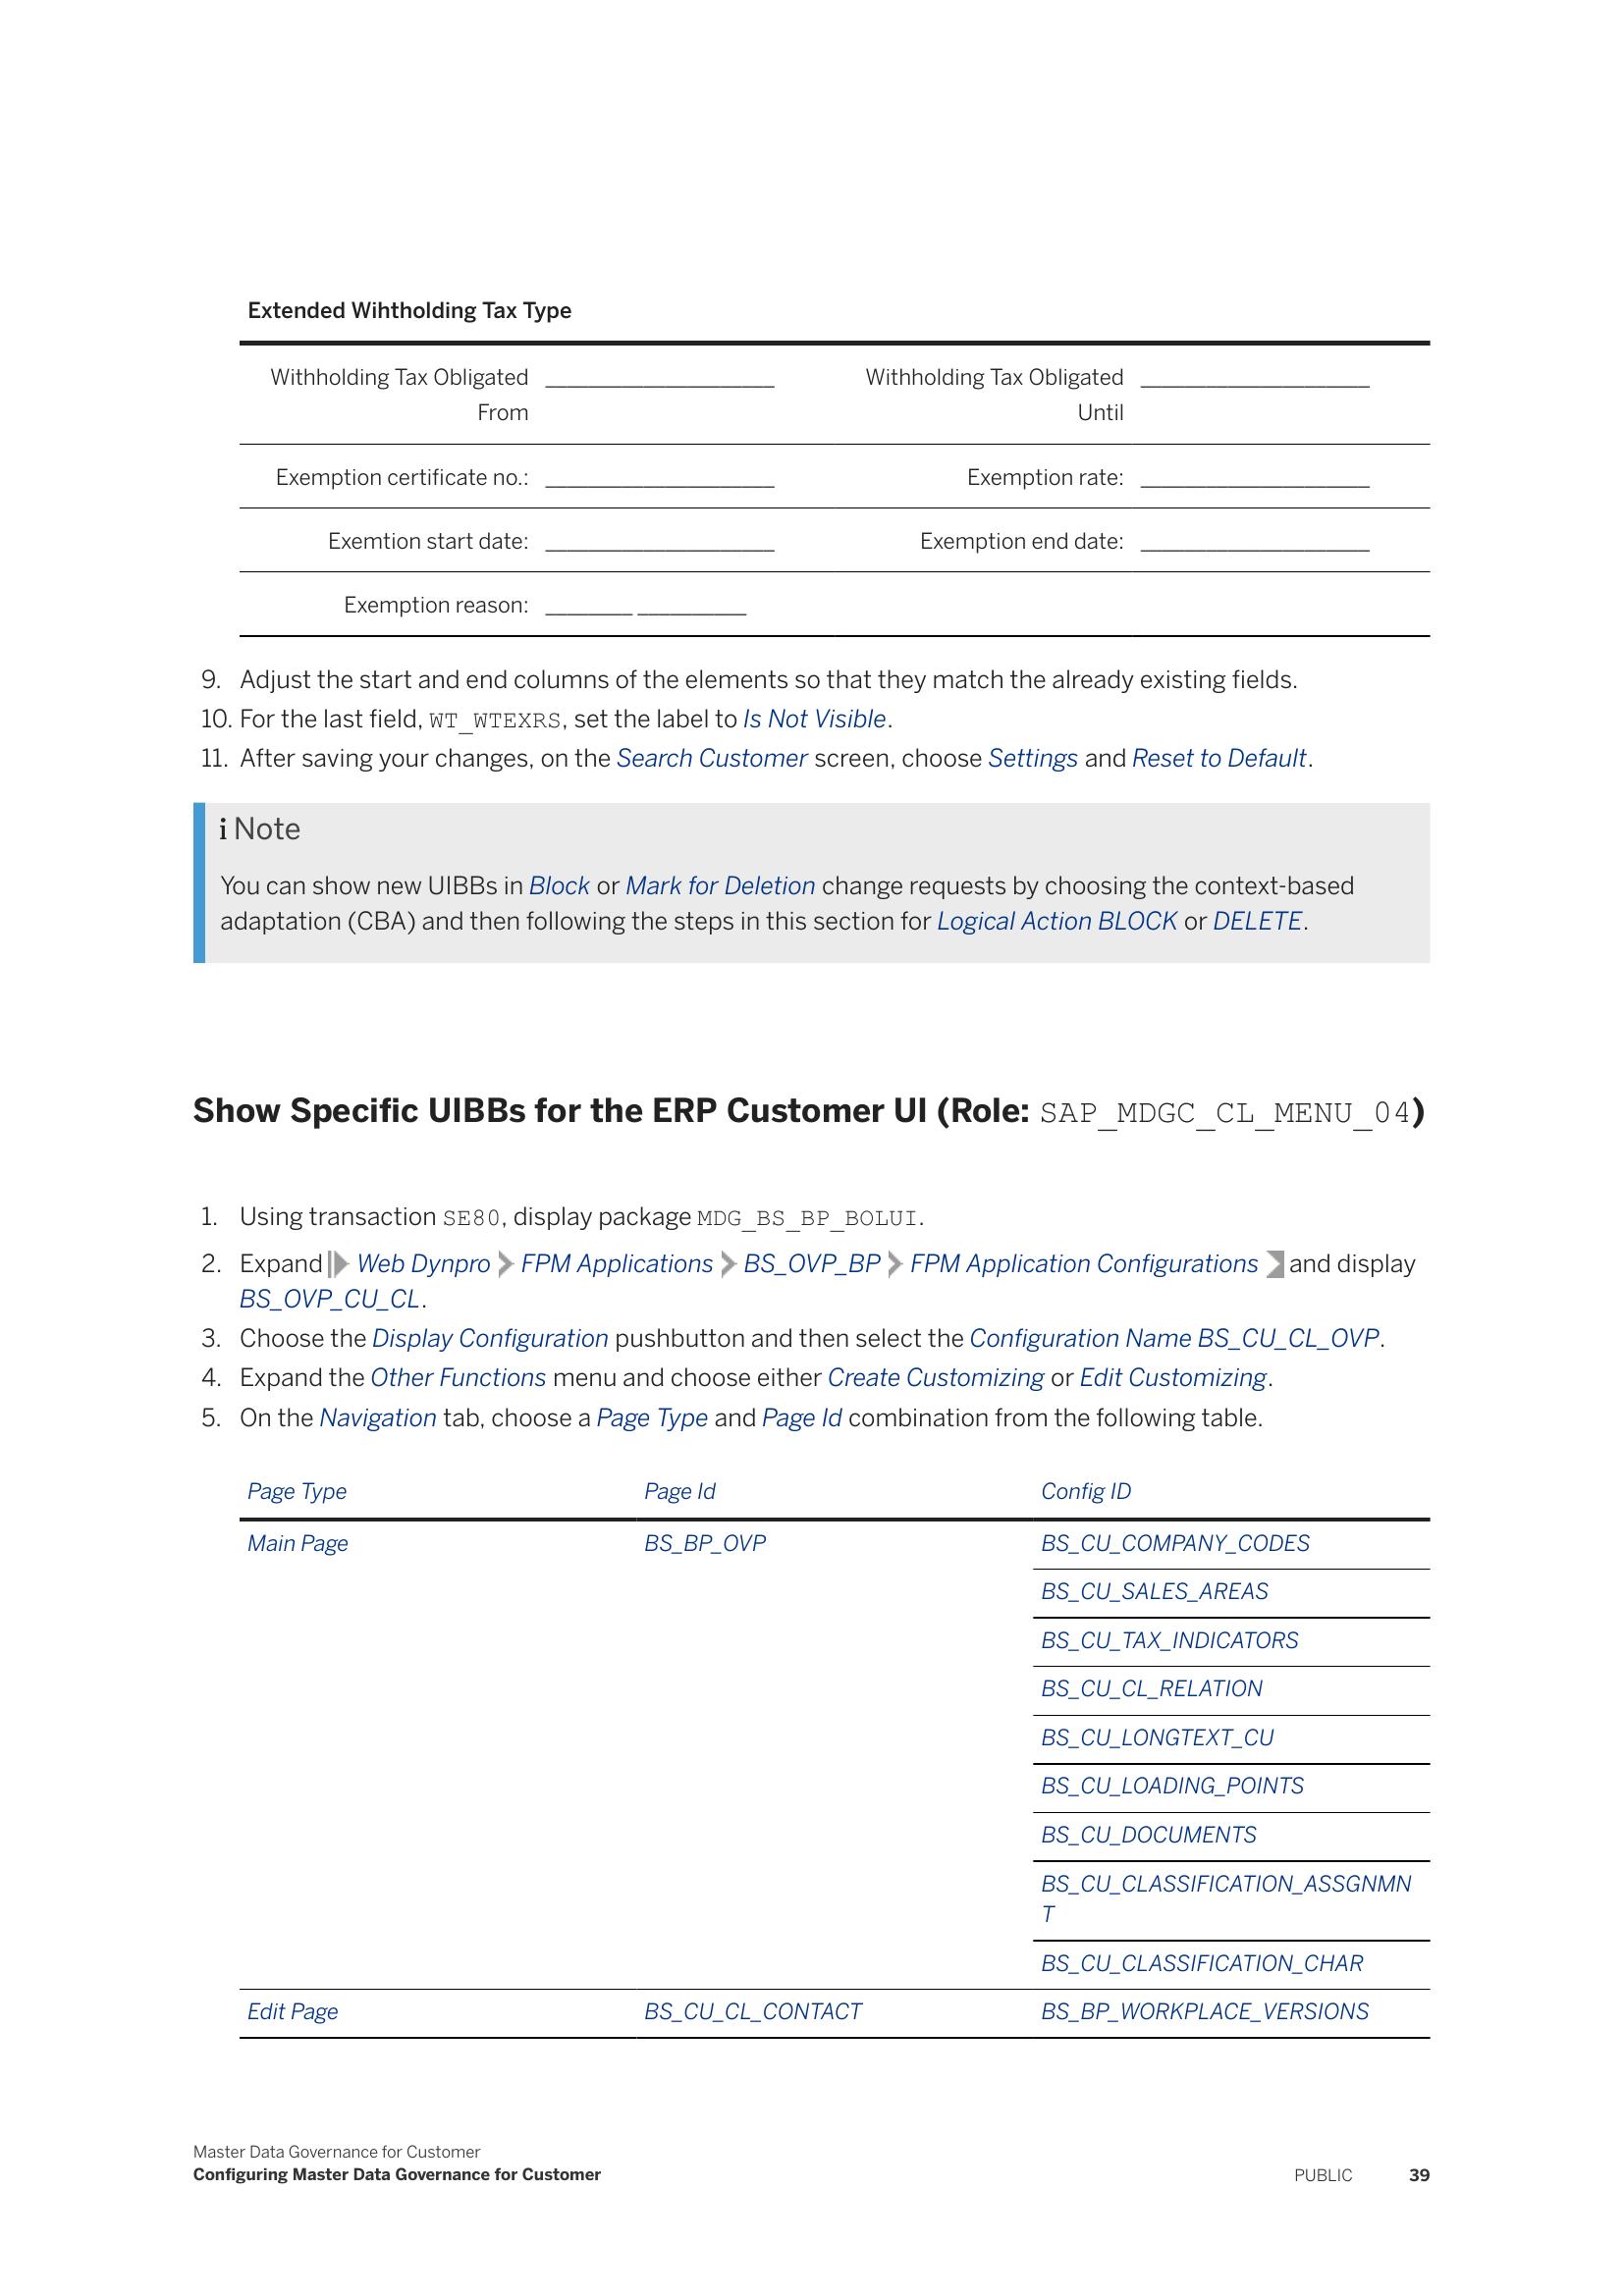 Extended Wihtholding Tax Type
Withholding Tax Obligated ____________________ Withholding Tax Obligated ____________________
From Until
Exemption certificate no.: ____________________ Exemption rate: ____________________
Exemtion start date: ____________________ Exemption end date: ____________________
Exemption reason: ________ __________
9. Adjust the start and end columns of the elements so that they match the already existing fields.
10. For the last field, WT_WTEXRS, set the label to Is Not Visible.
11. After saving your changes, on the Search Customer screen, choose Settings and Reset to Default.
i Note
You can show new UIBBs in Block or Mark for Deletion change requests by choosing the context-based
adaptation (CBA) and then following the steps in this section for Logical Action BLOCK or DELETE.
Show Specific UIBBs for the ERP Customer UI (Role: SAP_MDGC_CL_MENU_04)
1. Using transaction SE80, display package MDG_BS_BP_BOLUI.
2. Expand Web Dynpro FPM Applications BS_OVP_BP FPM Application Configurations and display
BS_OVP_CU_CL.
3. Choose the Display Configuration pushbutton and then select the Configuration Name BS_CU_CL_OVP.
4. Expand the Other Functions menu and choose either Create Customizing or Edit Customizing.
5. On the Navigation tab, choose a Page Type and Page Id combination from the following table.
Page Type Page Id Config ID
Main Page BS_BP_OVP BS_CU_COMPANY_CODES
BS_CU_SALES_AREAS
BS_CU_TAX_INDICATORS
BS_CU_CL_RELATION
BS_CU_LONGTEXT_CU
BS_CU_LOADING_POINTS
BS_CU_DOCUMENTS
BS_CU_CLASSIFICATION_ASSGNMN
T
BS_CU_CLASSIFICATION_CHAR
Edit Page BS_CU_CL_CONTACT BS_BP_WORKPLACE_VERSIONS
Master Data Governance for Customer
Configuring Master Data Governance for Customer PUBLIC 39